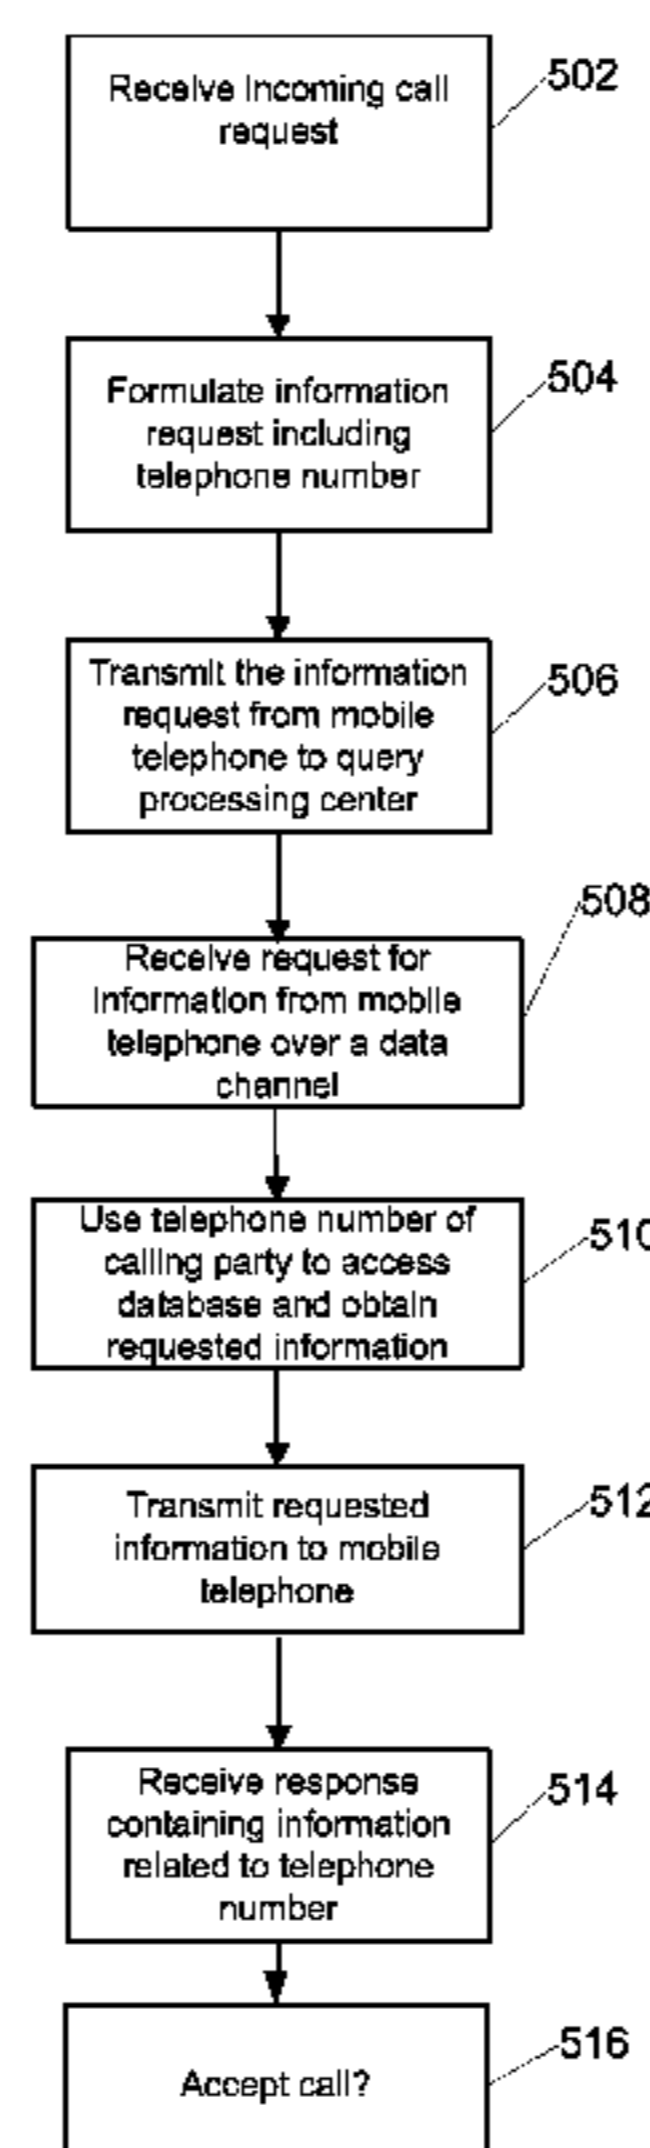 Receive Incoming call
request
502
Formulate information
request including
telephone number
504
Transmit the information
request from mobile
telephone to query
processing center
506
Receive request for
Information from mobile
telephone over a data
channel
508
Use telephone number of
calling party to access
database and obtain
requested information
510
Transmit requested
information to mobile
telephone
512
Receive response
containing information
related to telephone
number
514
Accept call?
516